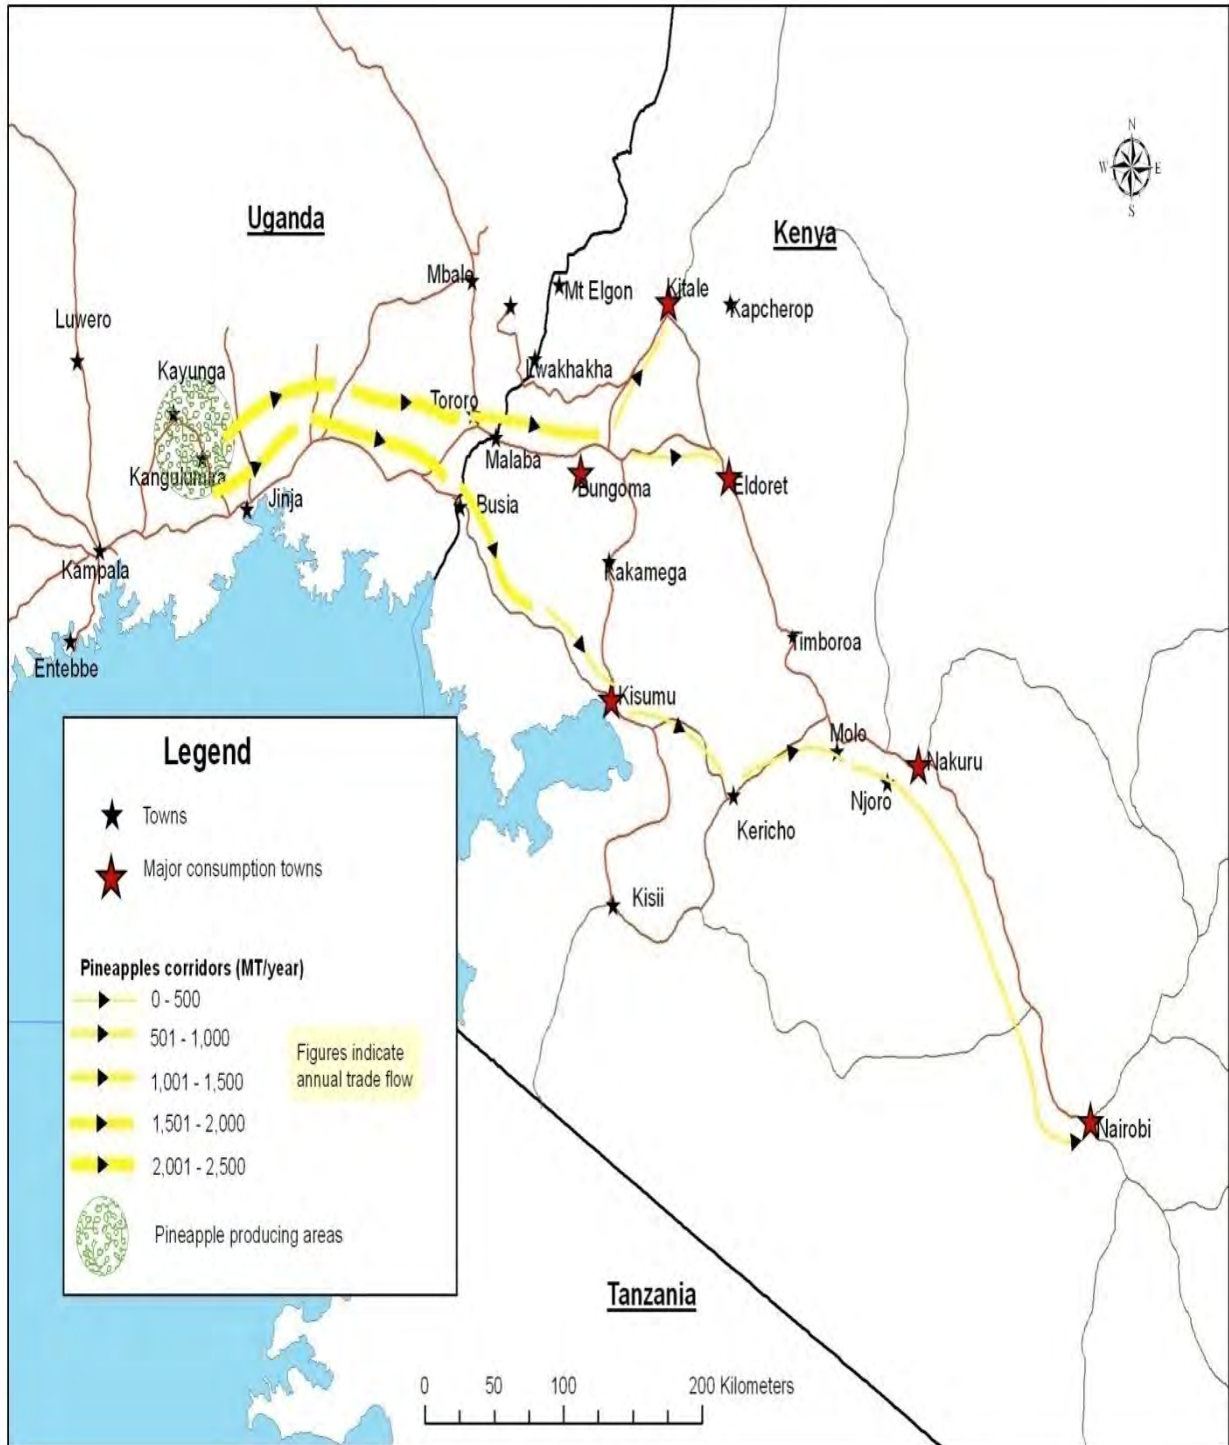 N
W E
S
Uganda
Kenya
Mbale
Mt Elgon
Kitale
Kapcherop
Luwero
Kayunga
Lwakhakha
Tororo
Malaba
Kangulumira
Bungoma
Eldoret
Jinja
Busia
Kampala
Kakamega
Entebbe
Timboroa
Kisumu
Molo
Nakuru
Njoro
Kericho
Kisii
Nairobi
Legend
Towns
Major consumption towns
Pineapples corridors (MT/year)
0 - 500
501 - 1,000
1,001 - 1,500
1,501 - 2,000
2,001 - 2,500
Figures indicate
annual trade flow
Pineapple producing areas
Tanzania
0 50 100 200 Kilometers